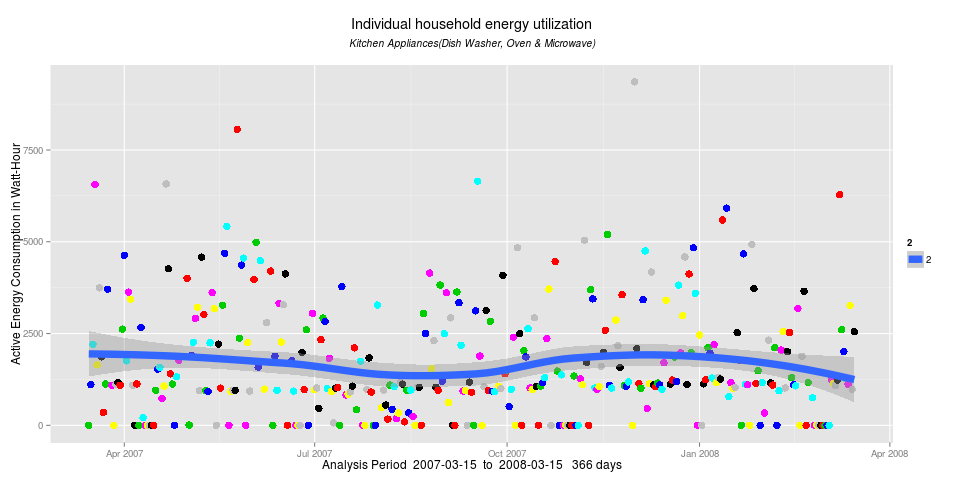 Individual household energy utilization
Kitchen Appliances(Dish Washer, Oven & Microwave)
Active Energy Consumption in Watt-Hour
7500
5000
2500
0
Apr 2007
Jul 2007
Oct 2007
Jan 2008
Apr 2008
Analysis Period 2007-03-15 to 2008-03-15 366 days
2
2